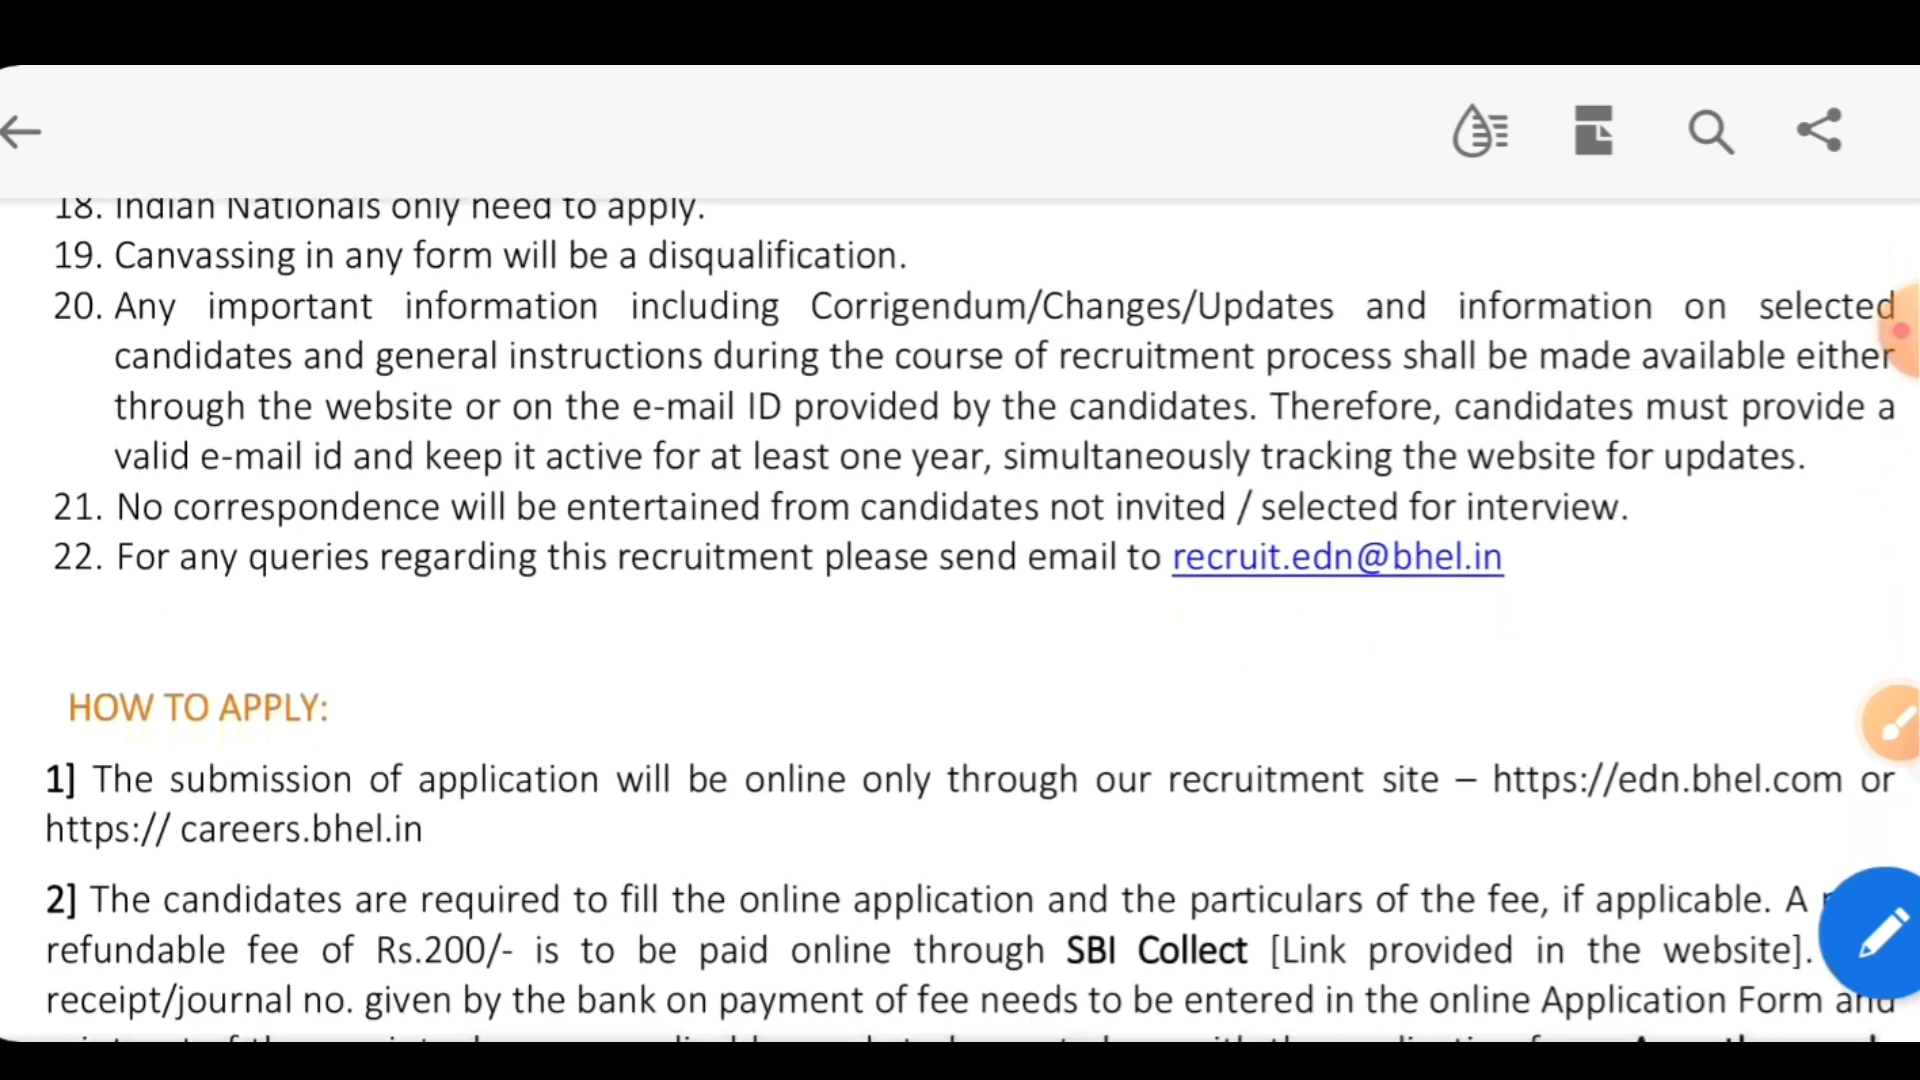 18. Indian Nationals only need to apply.
19. Canvassing in any form will be a disqualification.
20. Any important information including Corrigendum/Changes/Updates and information on selected
candidates and general instructions during the course of recruitment process shall be made available either
through the website or on the e-mail ID provided by the candidates. Therefore, candidates must provide a
valid e-mail id and keep it active for at least one year, simultaneously tracking the website for updates.
21. No correspondence will be entertained from candidates not invited / selected for interview.
22. For any queries regarding this recruitment please send email to recruit.edn@bhel.in
HOW TO APPLY:
1] The submission of application will be online only through our recruitment site – https://edn.bhel.com or
https:// careers.bhel.in
2] The candidates are required to fill the online application and the particulars of the fee, if applicable. A
refundable fee of Rs.200/- is to be paid online through SBI Collect [Link provided in the website].
receipt/journal no. given by the bank on payment of fee needs to be entered in the online Application Form and